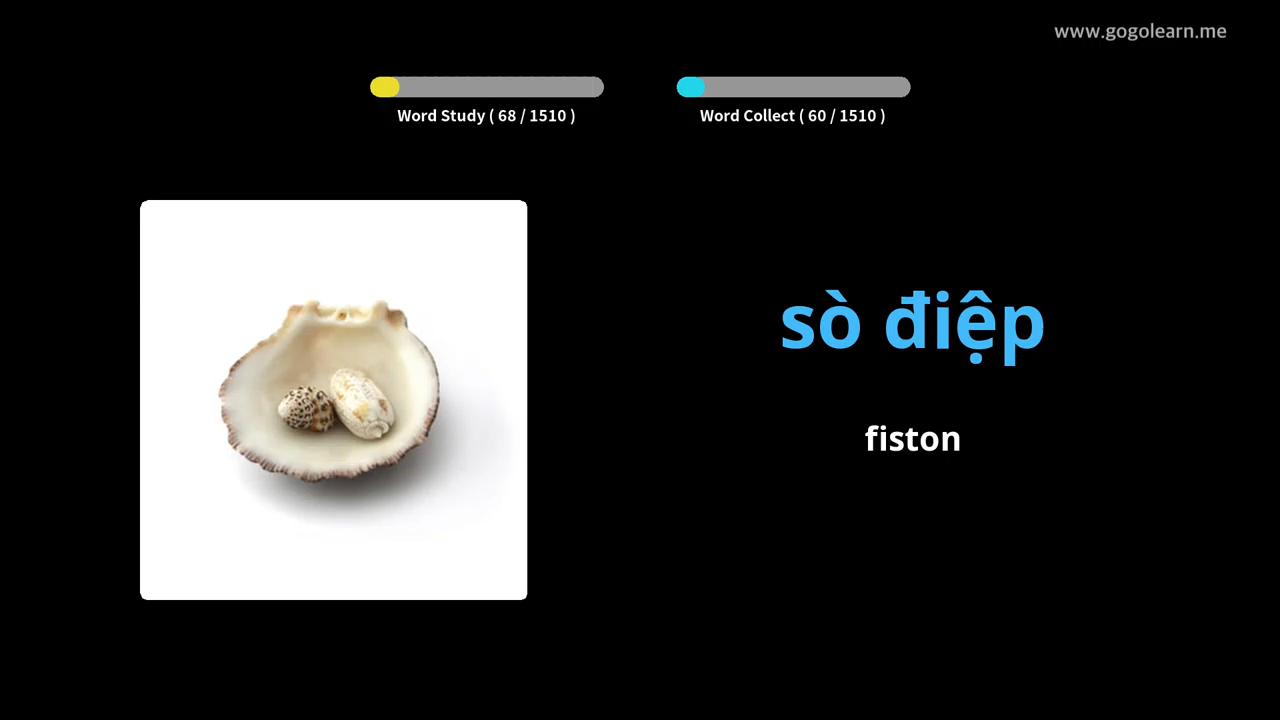 www.gogolearn.me
Word Study ( 68 / 1510 )
Word Collect ( 60 / 1510 )
sò điệp
fiston